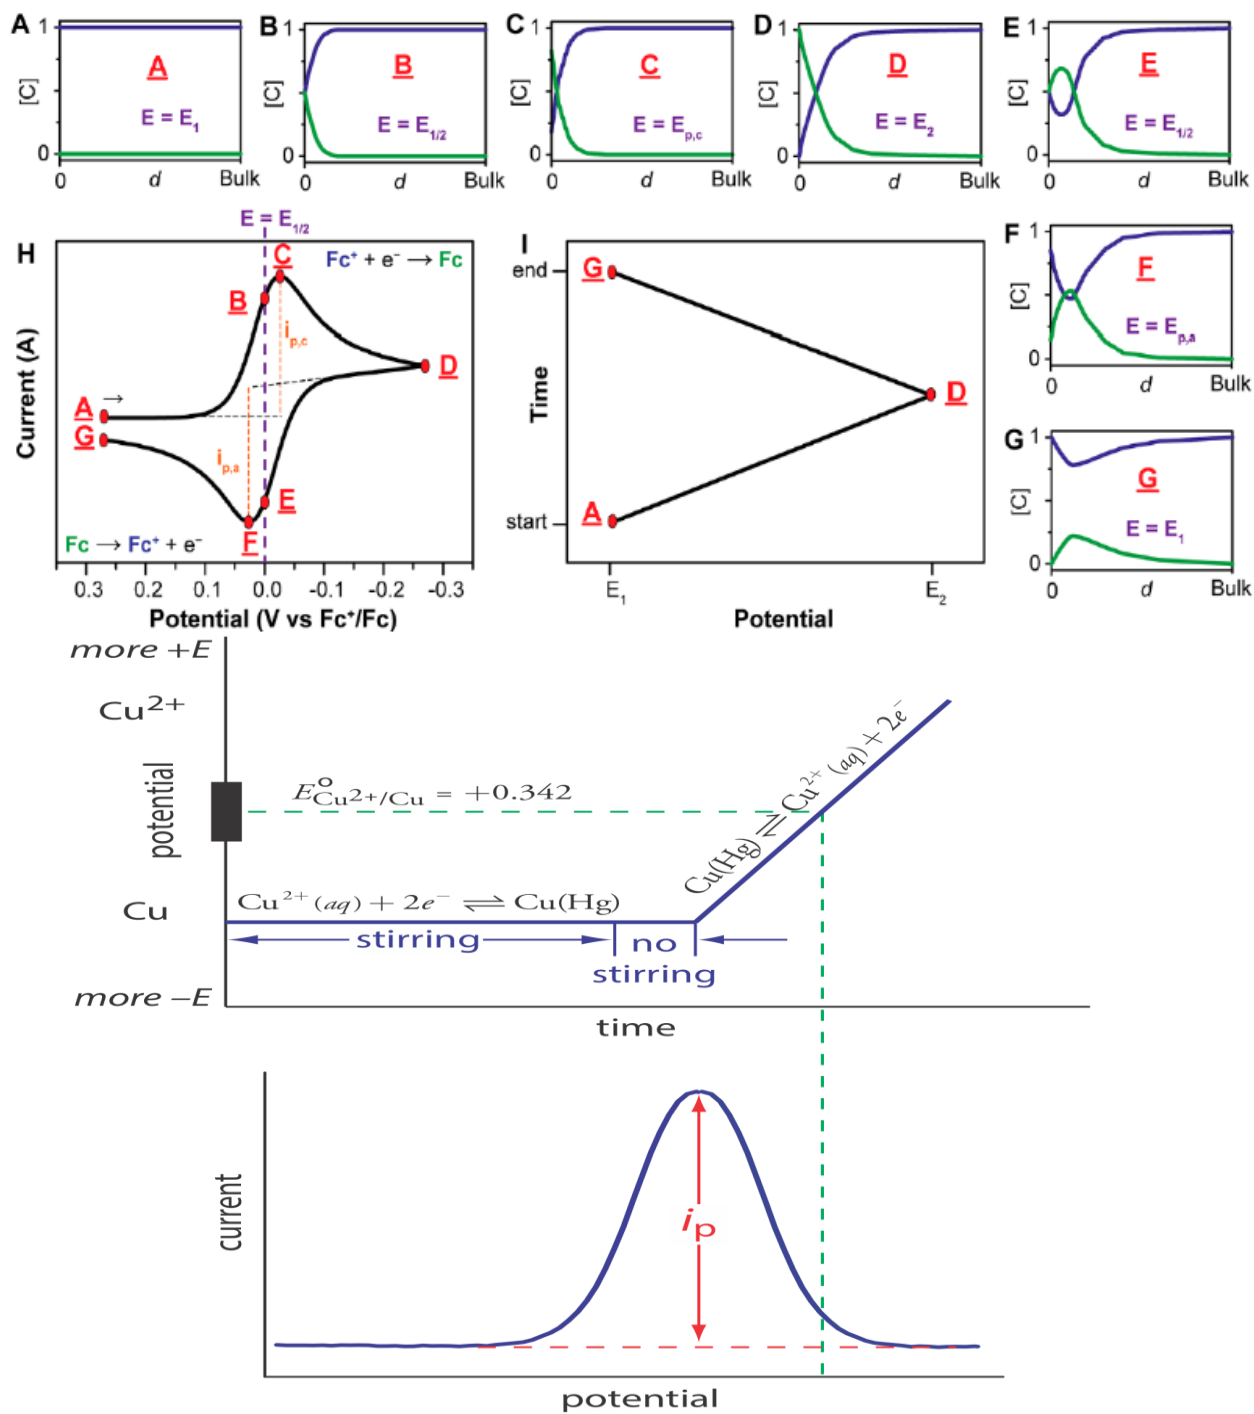 A
1
[C]
0
A
E = E1
0 d Bulk
B
1
[C]
0
B
E = E1/2
0 d Bulk
C
1
[C]
0
C
E = Ep,c
0 d Bulk
D
1
[C]
0
D
E = E2
0 d Bulk
E
1
[C]
0
E
E = E1/2
0 d Bulk
E = E1/2
H
C
Fc⁺ + e⁻ → Fc
B
ip,c
D
A →
G
ip,a
E
F
Fc → Fc⁺ + e⁻
Current (A)
0.3 0.2 0.1 0.0 -0.1 -0.2 -0.3
Potential (V vs Fc⁺/Fc)
I
end
G
Time
D
start
A
E1 E2
Potential
F
1
[C]
0
F
E = Ep,a
0 d Bulk
G
1
[C]
0
G
E = E1
0 d Bulk
more +E
Cu²⁺
potential
E°Cu²⁺/Cu = +0.342
Cu(Hg) ⇌ Cu²⁺ (aq) + 2e⁻
Cu
Cu²⁺ (aq) + 2e⁻ ⇌ Cu(Hg)
stirring
no
stirring
more –E
time
current
ip
potential